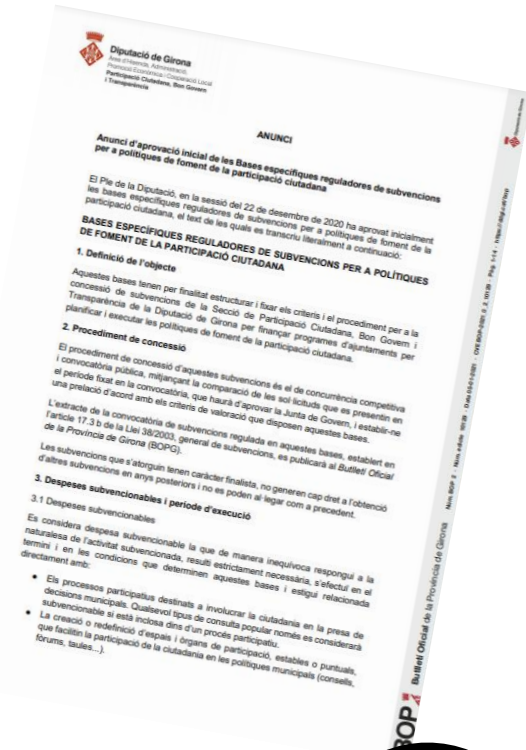 Diputació de Girona
Àrea d'Hisenda, Administració,
Promoció Econòmica i Cooperació Local
Participació Ciutadana, Bon Govern
i Transparència
ANUNCI
Anunci d'aprovació inicial de les Bases específiques reguladores de subvencions
per a polítiques de foment de la participació ciutadana
El Ple de la Diputació, en la sessió del 22 de desembre de 2020 ha aprovat inicialment
les bases específiques reguladores de subvencions per a polítiques de foment de la
participació ciutadana, el text de les quals es transcriu literalment a continuació:
BASES ESPECÍFIQUES REGULADORES DE SUBVENCIONS PER A POLÍTIQUES
DE FOMENT DE LA PARTICIPACIÓ CIUTADANA
1. Definició de l'objecte
Aquestes bases tenen per finalitat estructurar i fixar els criteris i el procediment per a la
concessió de subvencions de la Secció de Participació Ciutadana, Bon Govern i
Transparència de la Diputació de Girona per finançar programes d'ajuntaments per
planificar i executar les polítiques de foment de la participació ciutadana.
2. Procediment de concessió
El procediment de concessió d'aquestes subvencions és el de concurrència competitiva
i convocatòria pública, mitjançant la comparació de les sol·licituds que es presentin en
el període fixat en la convocatòria, que haurà d'aprovar la Junta de Govern, i establir-ne
una prelació d'acord amb els criteris de valoració que disposen aquestes bases.
L'extracte de la convocatòria de subvencions regulada en aquestes bases, establert en
l'article 17.3 b de la Llei 38/2003, general de subvencions, es publicarà al Butlletí Oficial
de la Província de Girona (BOPG).
Les subvencions que s'atorguin tenen caràcter finalista, no generen cap dret a l'obtenció
d'altres subvencions en anys posteriors i no es poden al·legar com a precedent.
3. Despeses subvencionables i període d'execució
3.1 Despeses subvencionables
Es considera despesa subvencionable la que de manera inequívoca respongui a la
naturalesa de l'activitat subvencionada, resulti estrictament necessària, s'efectuï en el
termini i en les condicions que determinen aquestes bases i estigui relacionada
directament amb:
• Els processos participatius destinats a involucrar la ciutadania en la presa de
decisions municipals. Qualsevol tipus de consulta popular només es considerarà
subvencionable si està inclosa dins d'un procés participatiu.
• La creació o redefinició d'espais i òrgans de participació, estables o puntuals,
que facilitin la participació de la ciutadania en les polítiques municipals (consells,
fòrums, taules...).
BOP Butlletí Oficial de la Província de Girona